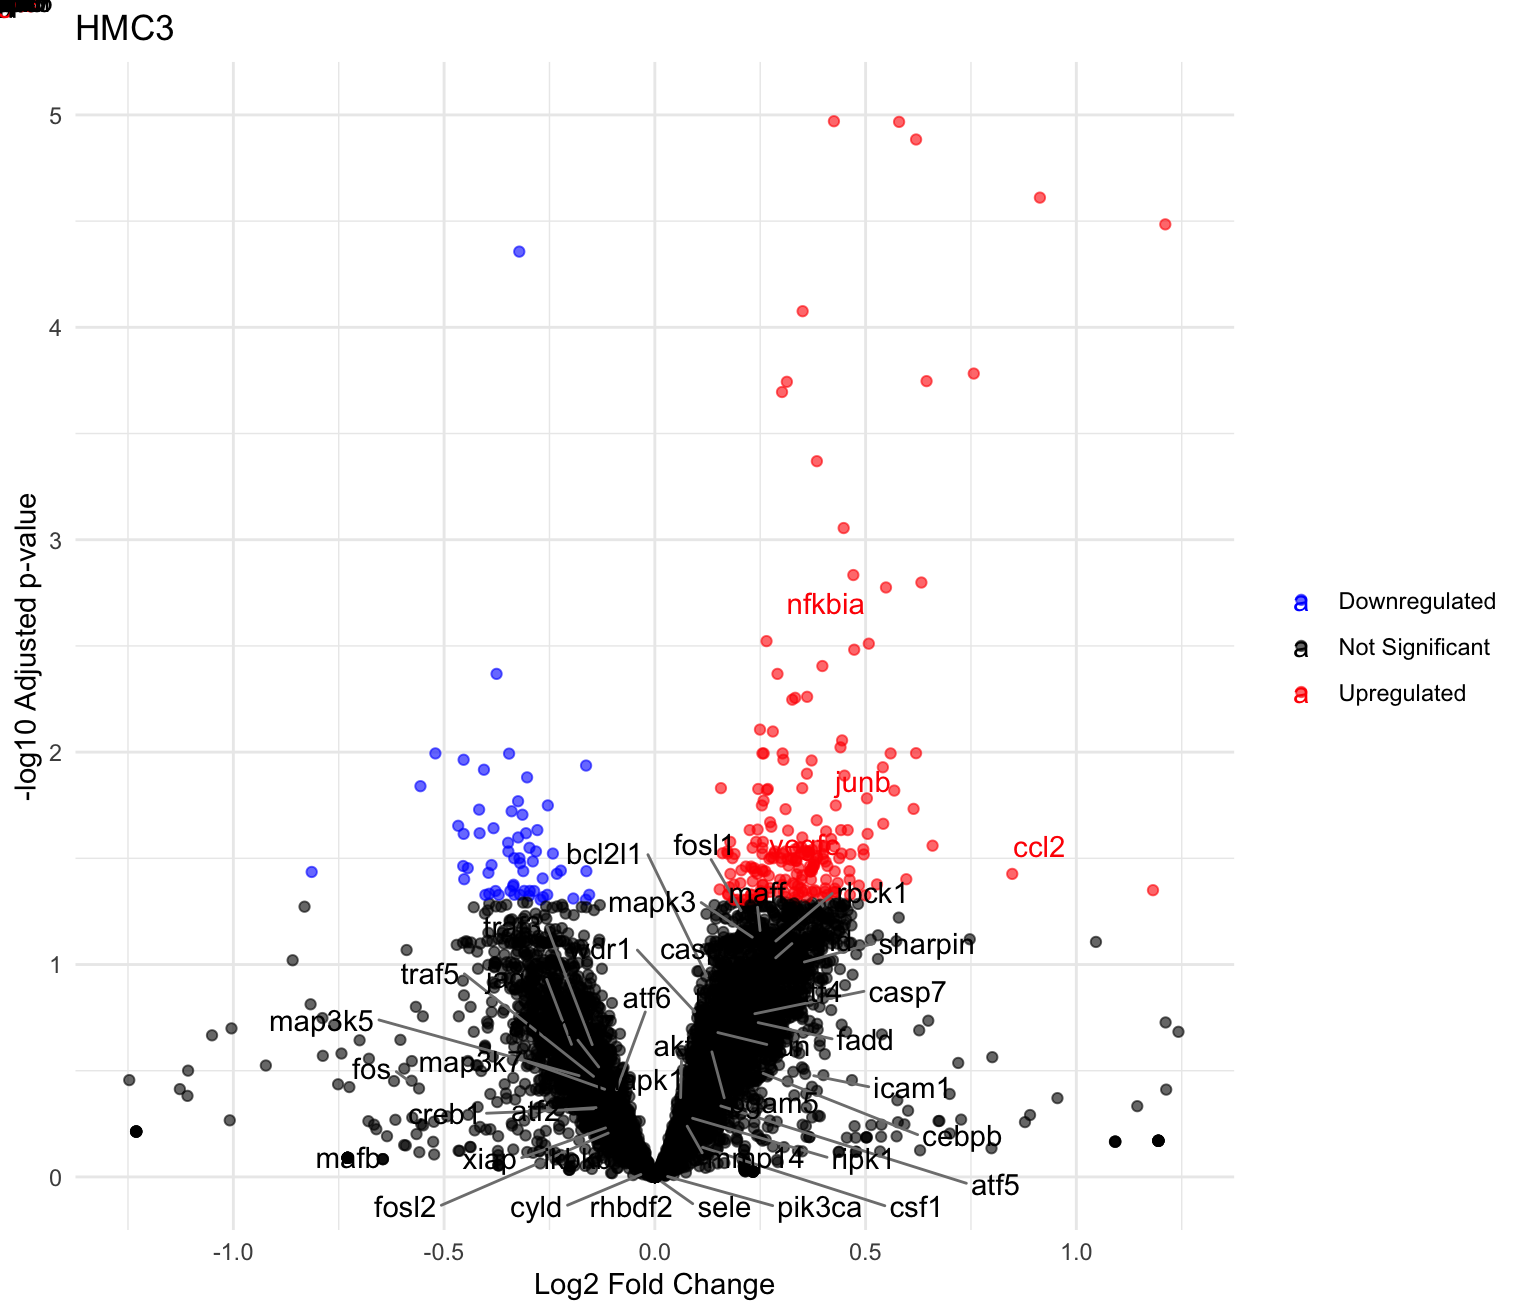 HMC3
5
4
3
2
1
0
-log10 Adjusted p-value
nfkbia
junb
ccl2
fosl1
bcl2l1
maff
rbck1
mapk3
sharpin
traf5
atf6
casp7
map3k5
fadd
fos
map3k7
icam1
creb1
atf2
cebpb
mafb
xiap
mmp14
ripk1
atf5
fosl2
cyld
rhbdf2
sele
pik3ca
csf1
-1.0
-0.5
0.0
0.5
1.0
Log2 Fold Change
a Downregulated
a Not Significant
a Upregulated